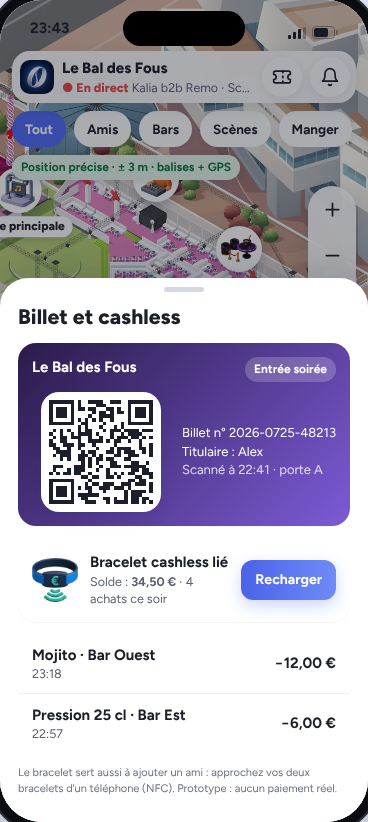 23:43
Le Bal des Fous
En direct Kalia b2b Remo · Sc...
Tout
Amis
Bars
Scènes
Manger
Position précise · ± 3 m · balises + GPS
e principale
+
−
Billet et cashless
Le Bal des Fous
Entrée soirée
Billet n° 2026-0725-48213
Titulaire : Alex
Scanné à 22:41 · porte A
Bracelet cashless lié
Solde : 34,50 € · 4
achats ce soir
€
Recharger
Mojito · Bar Ouest
−12,00 €
23:18
Pression 25 cl · Bar Est
−6,00 €
22:57
Le bracelet sert aussi à ajouter un ami : approchez vos deux
bracelets d'un téléphone (NFC). Prototype : aucun paiement réel.